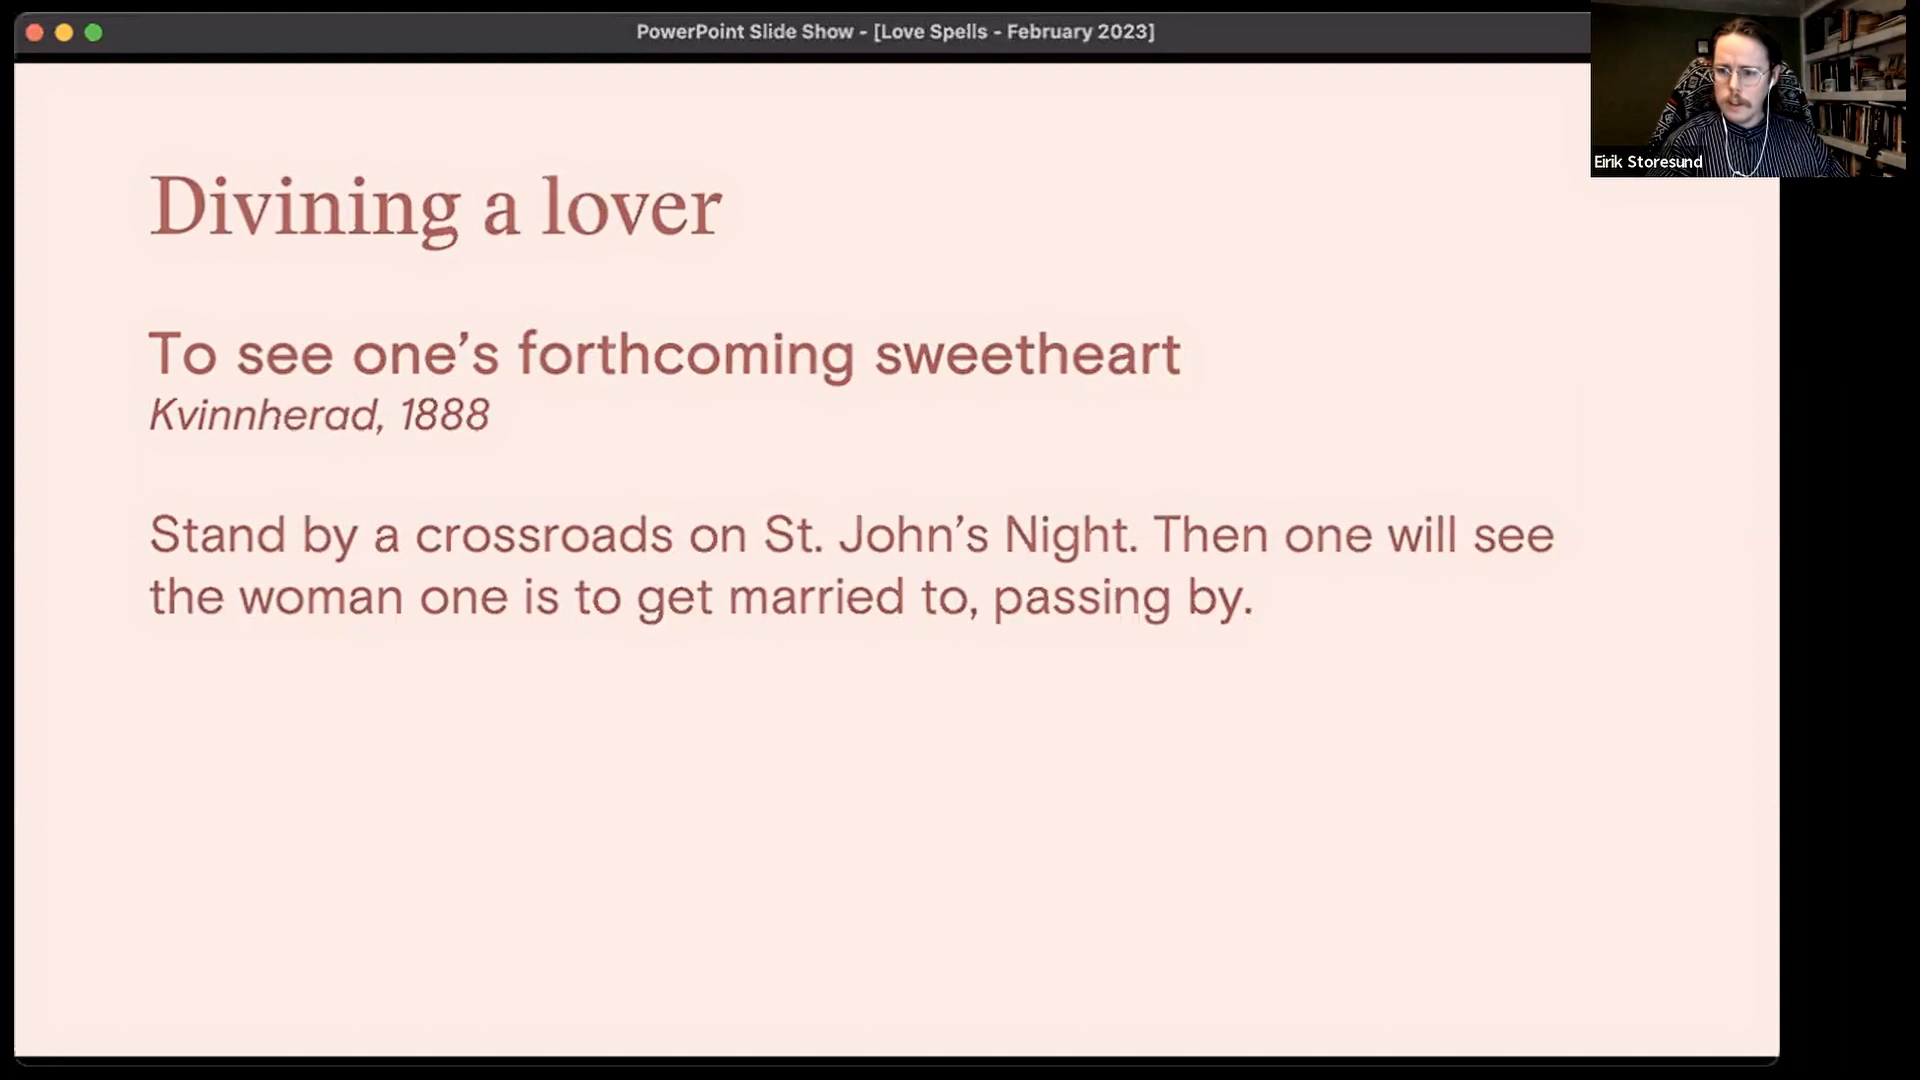 PowerPoint Slide Show - [Love Spells - February 2023]
Eirik Storesund
Divining a lover
To see one’s forthcoming sweetheart
Kvinnherad, 1888
Stand by a crossroads on St. John’s Night. Then one will see
the woman one is to get married to, passing by.